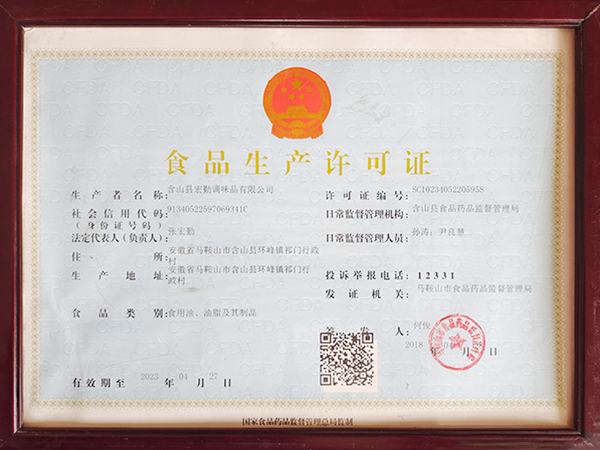 食品生产许可证
生产者名称:含山县宏勤调味品有限公司
社会信用代码:91340522597069341C
(身份证号码)
法定代表人(负责人):张宏勤
住所:安徽省马鞍山市含山县环峰镇祁门行政
村
生产地址:安徽省马鞍山市含山县环峰镇祁门行
政村
食品类别:食用油、油脂及其制品
有效期至 2023 年 04 月 27 日
许可证编号:SC10234052205958
日常监督管理机构:含山县食品药品监督管理局
日常监督管理人员:孙涛;尹良慧
投诉举报电话:12331
发证机关:马鞍山市食品药品监督管理局
签发人:何俊
2018 年 月 日
国家食品药品监督管理总局监制